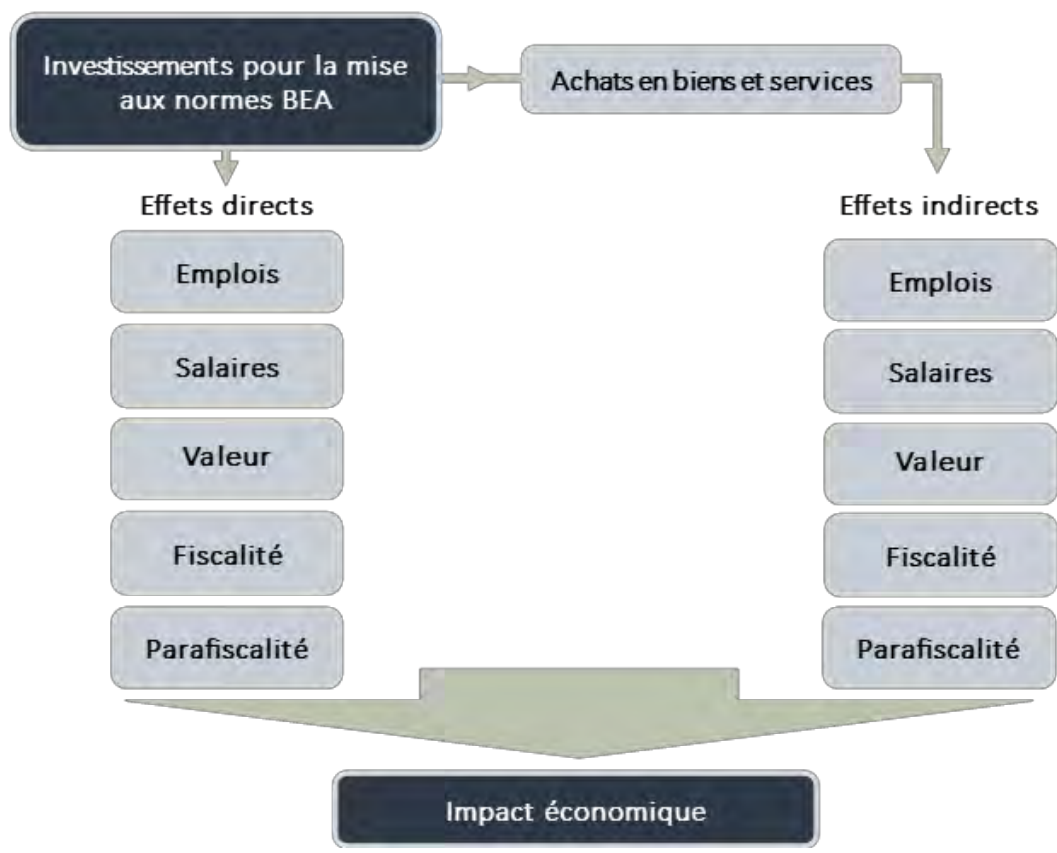 Investissements pour la mise
aux normes BEA
Achats en biens et services
Effets directs
Emplois
Salaires
Valeur
Fiscalité
Parafiscalité
Effets indirects
Emplois
Salaires
Valeur
Fiscalité
Parafiscalité
Impact économique